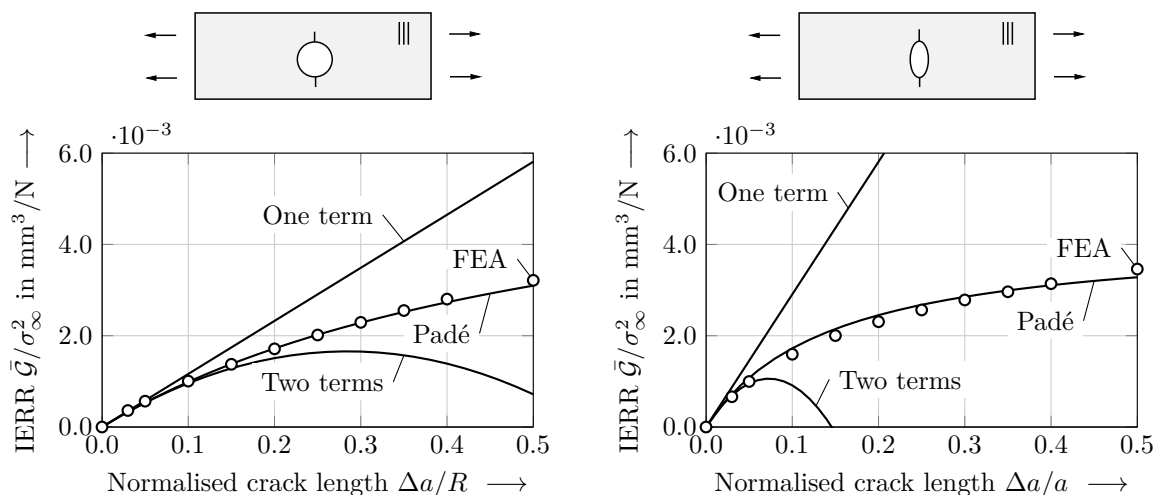 ·10⁻³
6.0
4.0
2.0
0.0
0.0 0.1 0.2 0.3 0.4 0.5
IERR 𝒢̄/σ²∞ in mm³/N ⟶
One term
FEA
Padé
Two terms
Normalised crack length Δa/R ⟶
·10⁻³
6.0
4.0
2.0
0.0
0.0 0.1 0.2 0.3 0.4 0.5
IERR 𝒢̄/σ²∞ in mm³/N ⟶
One term
FEA
Padé
Two terms
Normalised crack length Δa/a ⟶